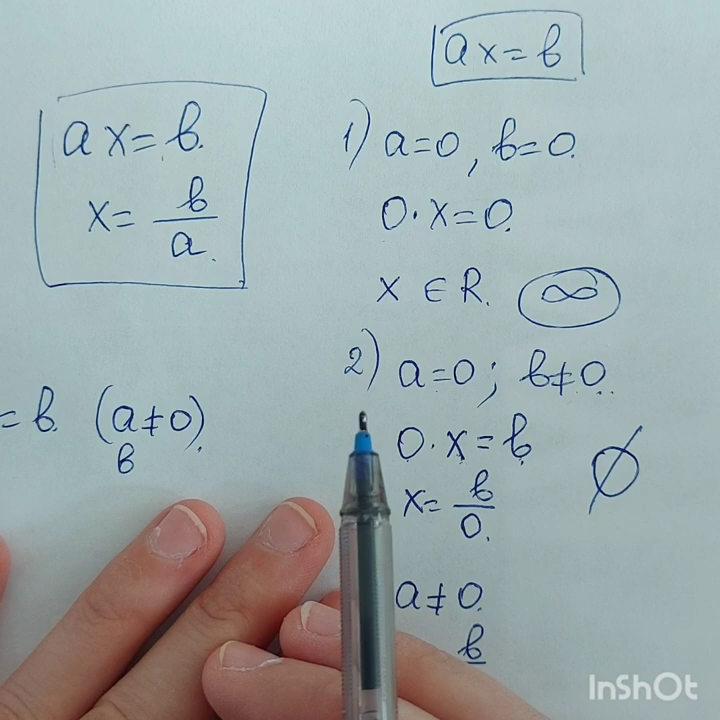 ax = b.
x = b/a.
= b. (a ≠ 0).
b
ax = b
1) a = 0, b = 0.
0 · x = 0.
x ∈ R. ∞
2) a = 0; b ≠ 0.
0 · x = b ∅
x = b/0.
a ≠ 0.
b
InShOt